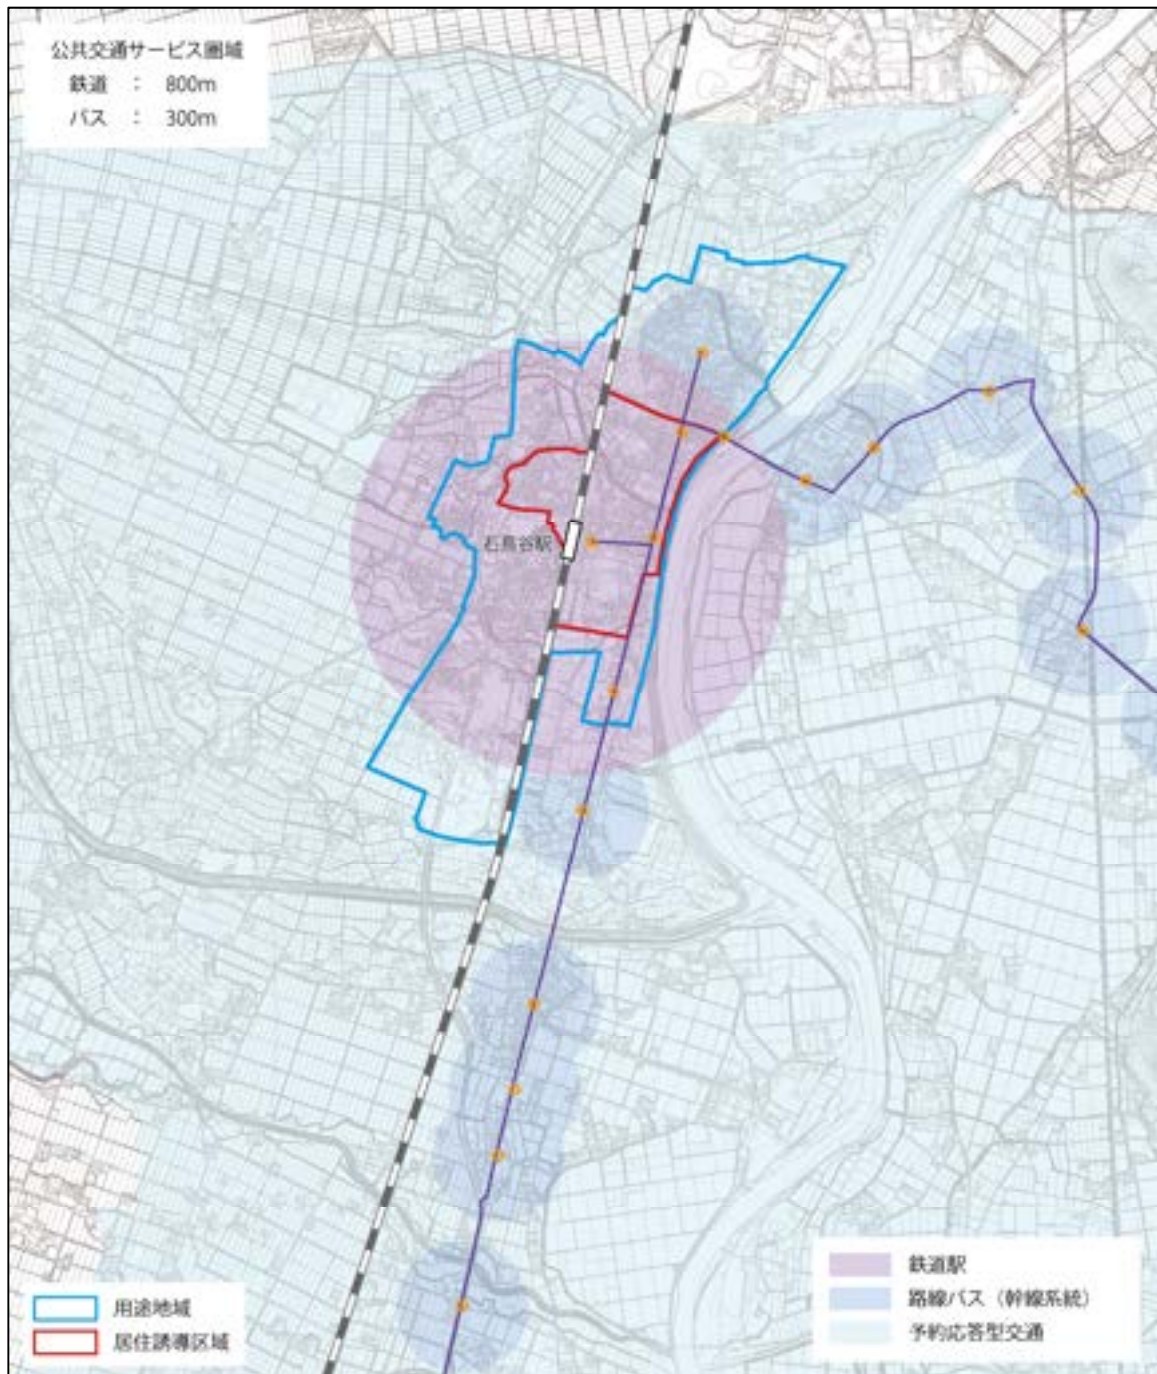 公共交通サービス圏域
鉄道 : 800m
バス : 300m
石鳥谷駅
用途地域
居住誘導区域
鉄道駅
路線バス（幹線系統）
予約応答型交通